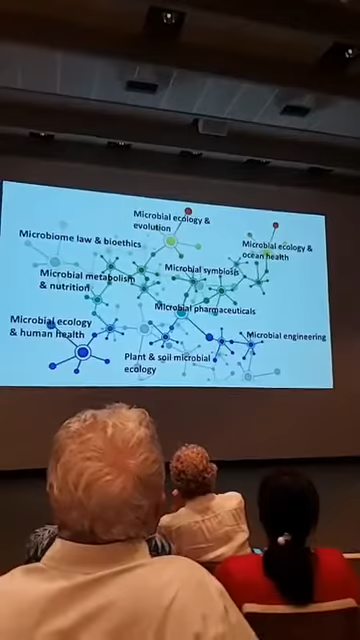 Microbial ecology &
evolution
Microbiome law & bioethics
Microbial ecology &
ocean health
Microbial metabolism
& nutrition
Microbial symbiosis
Microbial pharmaceuticals
Microbial ecology
& human health
Microbial engineering
Plant & soil microbial
ecology